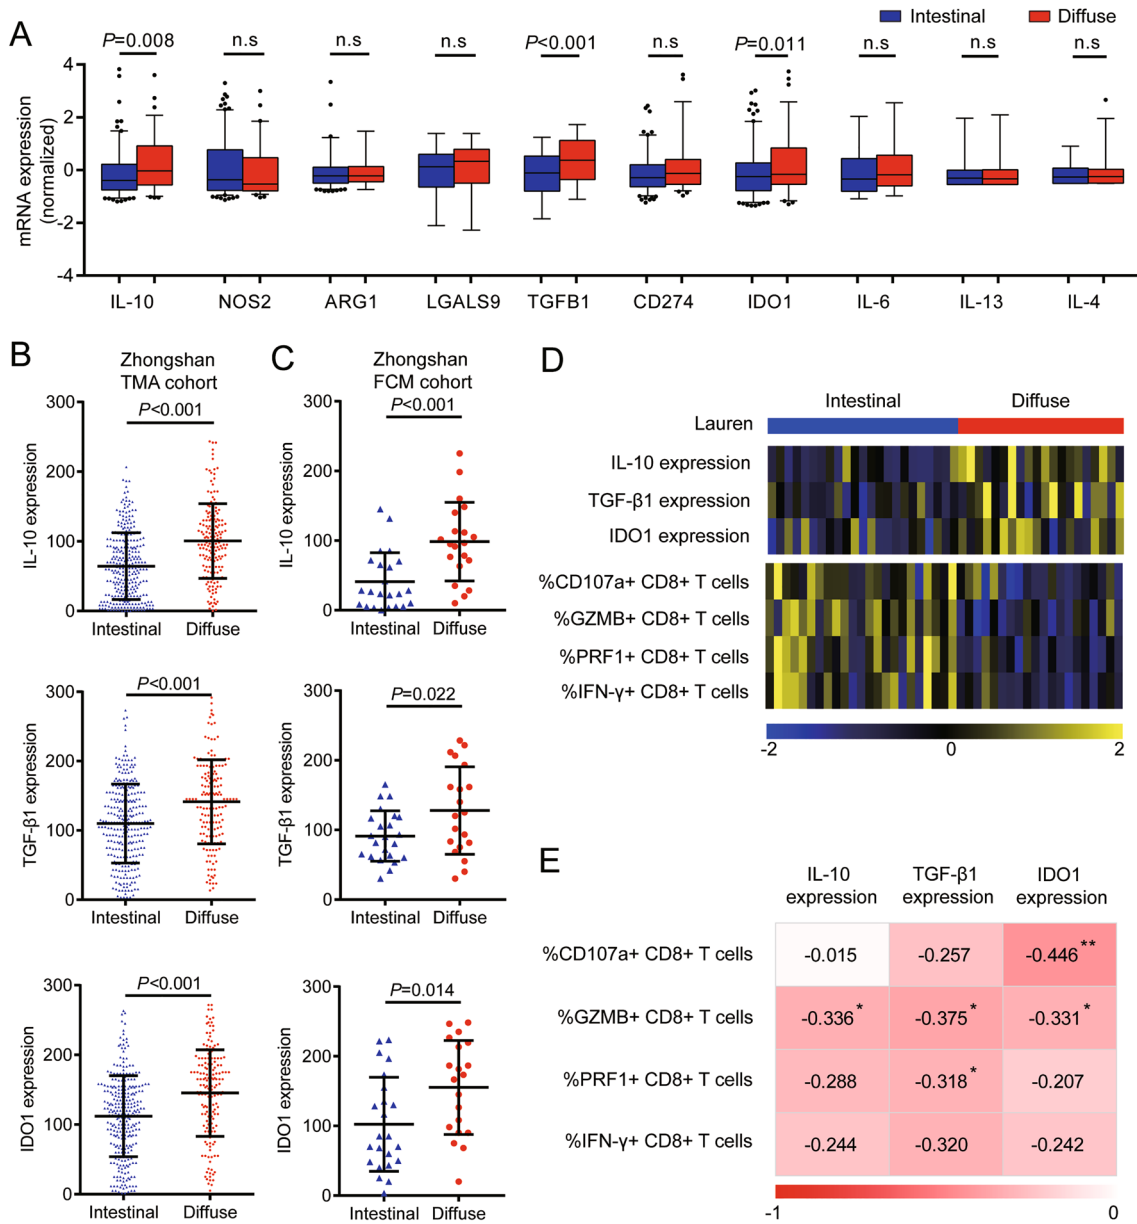 A
Intestinal Diffuse
P=0.008 n.s n.s n.s P<0.001 n.s P=0.011 n.s n.s n.s
mRNA expression
(normalized)
4
2
0
-2
-4
IL-10 NOS2 ARG1 LGALS9 TGFB1 CD274 IDO1 IL-6 IL-13 IL-4
B
Zhongshan
TMA cohort
P<0.001
IL-10 expression
300
200
100
0
Intestinal Diffuse
P<0.001
TGF-β1 expression
300
200
100
0
Intestinal Diffuse
P<0.001
IDO1 expression
300
200
100
0
Intestinal Diffuse
C
Zhongshan
FCM cohort
P<0.001
IL-10 expression
300
200
100
0
Intestinal Diffuse
P=0.022
TGF-β1 expression
300
200
100
0
Intestinal Diffuse
P=0.014
IDO1 expression
300
200
100
0
Intestinal Diffuse
D
Intestinal Diffuse
Lauren
IL-10 expression
TGF-β1 expression
IDO1 expression
%CD107a+ CD8+ T cells
%GZMB+ CD8+ T cells
%PRF1+ CD8+ T cells
%IFN-γ+ CD8+ T cells
-2 0 2
E
IL-10 TGF-β1 IDO1
expression expression expression
%CD107a+ CD8+ T cells -0.015 -0.257 -0.446**
%GZMB+ CD8+ T cells -0.336* -0.375* -0.331*
%PRF1+ CD8+ T cells -0.288 -0.318* -0.207
%IFN-γ+ CD8+ T cells -0.244 -0.320 -0.242
-1 0